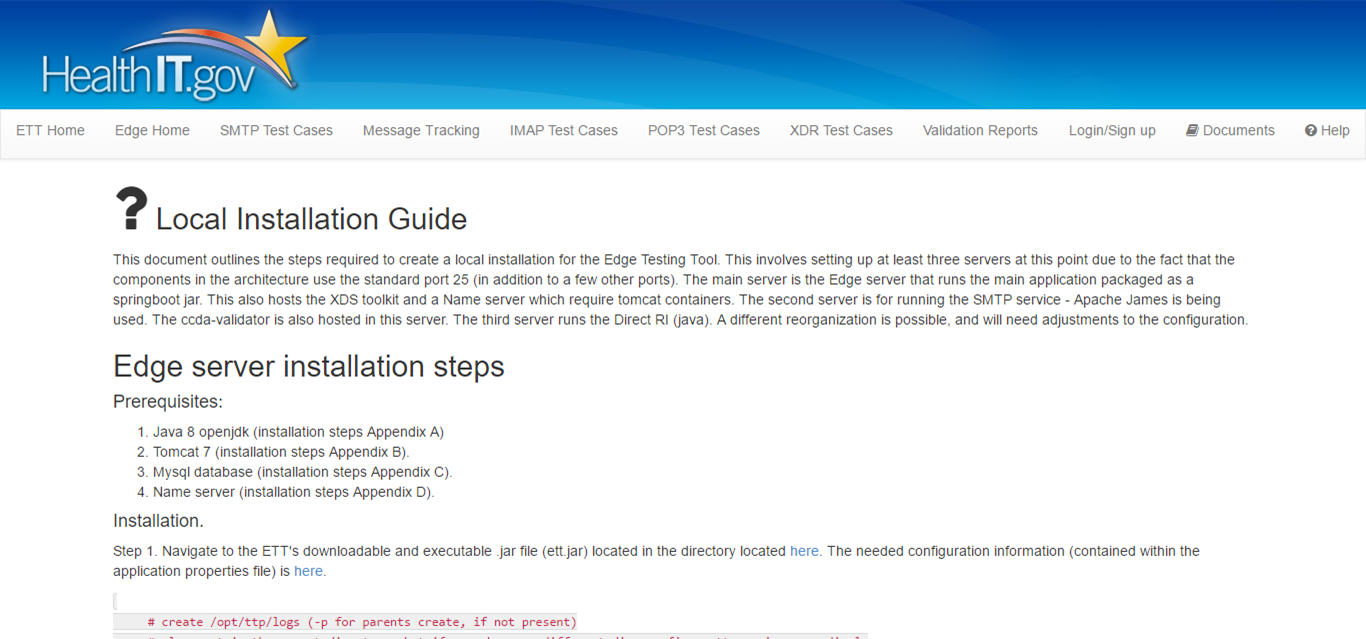 HealthIT.gov
ETT Home Edge Home SMTP Test Cases Message Tracking IMAP Test Cases POP3 Test Cases XDR Test Cases Validation Reports Login/Sign up Documents Help
? Local Installation Guide
This document outlines the steps required to create a local installation for the Edge Testing Tool. This involves setting up at least three servers at this point due to the fact that the
components in the architecture use the standard port 25 (in addition to a few other ports). The main server is the Edge server that runs the main application packaged as a
springboot jar. This also hosts the XDS toolkit and a Name server which require tomcat containers. The second server is for running the SMTP service - Apache James is being
used. The ccda-validator is also hosted in this server. The third server runs the Direct RI (java). A different reorganization is possible, and will need adjustments to the configuration.
Edge server installation steps
Prerequisites:
1. Java 8 openjdk (installation steps Appendix A)
2. Tomcat 7 (installation steps Appendix B).
3. Mysql database (installation steps Appendix C).
4. Name server (installation steps Appendix D).
Installation.
Step 1. Navigate to the ETT's downloadable and executable .jar file (ett.jar) located in the directory located here. The needed configuration information (contained within the
application properties file) is here.
# create /opt/ttp/logs (-p for parents create, if not present)